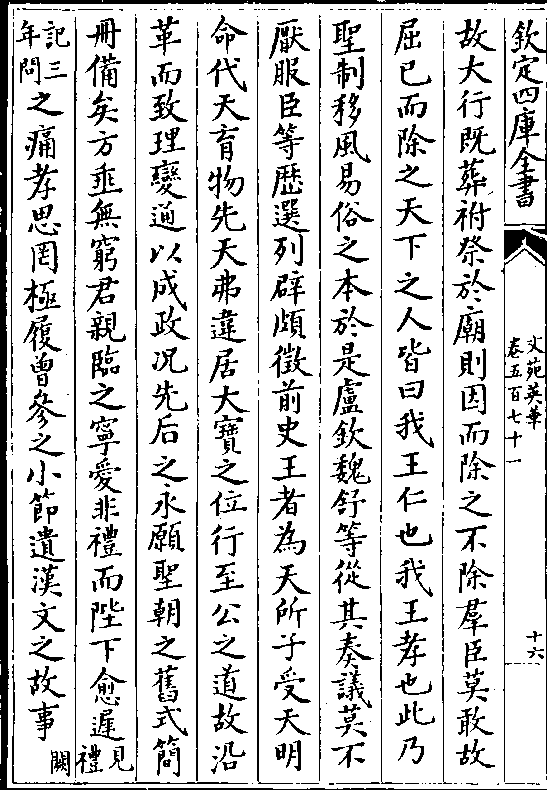 欽定四庫全書
文苑英華
卷五百七十一
十六
故大行既葬祔祭於廟則因而除之不除羣臣莫敢故
屈已而除之天下之人皆曰我王仁也我王孝也此乃
聖制移風易俗之本於是盧欽魏舒等從其奏議莫不
厭服臣等歷選列辟頗徵前史王者為天所子受天明
命代天育物先天弗違居大寶之位行至公之道故沿
革而致理變通以成政况先后之永願聖朝之舊式簡
冊備矣方垂無窮君親臨之寧愛非禮而陛下愈遲見禮
記三年問之痛孝思罔極履曾參之小節遺漢文之故事闕